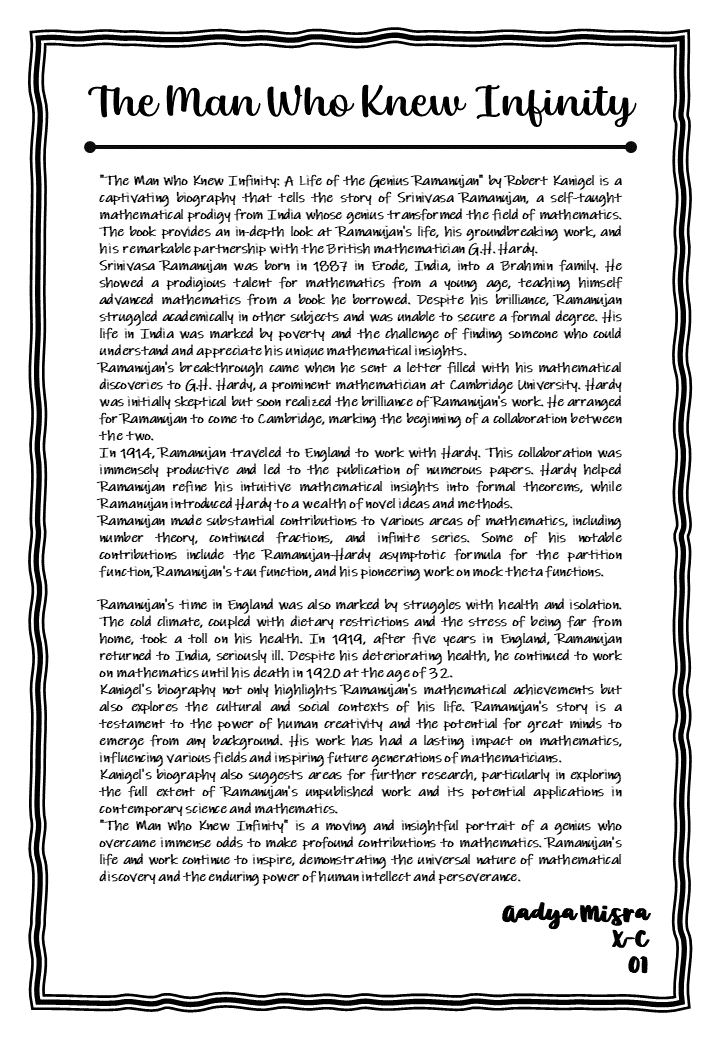 The Man Who Knew Infinity
"The Man Who Knew Infinity: A Life of the Genius Ramanujan" by Robert Kanigel is a
captivating biography that tells the story of Srinivasa Ramanujan, a self-taught
mathematical prodigy from India whose genius transformed the field of mathematics.
The book provides an in-depth look at Ramanujan's life, his groundbreaking work, and
his remarkable partnership with the British mathematician G.H. Hardy.
Srinivasa Ramanujan was born in 1887 in Erode, India, into a Brahmin family. He
showed a prodigious talent for mathematics from a young age, teaching himself
advanced mathematics from a book he borrowed. Despite his brilliance, Ramanujan
struggled academically in other subjects and was unable to secure a formal degree. His
life in India was marked by poverty and the challenge of finding someone who could
understand and appreciate his unique mathematical insights.
Ramanujan's breakthrough came when he sent a letter filled with his mathematical
discoveries to G.H. Hardy, a prominent mathematician at Cambridge University. Hardy
was initially skeptical but soon realized the brilliance of Ramanujan's work. He arranged
for Ramanujan to come to Cambridge, marking the beginning of a collaboration between
the two.
In 1914, Ramanujan traveled to England to work with Hardy. This collaboration was
immensely productive and led to the publication of numerous papers. Hardy helped
Ramanujan refine his intuitive mathematical insights into formal theorems, while
Ramanujan introduced Hardy to a wealth of novel ideas and methods.
Ramanujan made substantial contributions to various areas of mathematics, including
number theory, continued fractions, and infinite series. Some of his notable
contributions include the Ramanujan-Hardy asymptotic formula for the partition
function, Ramanujan's tau function, and his pioneering work on mock theta functions.
Ramanujan's time in England was also marked by struggles with health and isolation.
The cold climate, coupled with dietary restrictions and the stress of being far from
home, took a toll on his health. In 1919, after five years in England, Ramanujan
returned to India, seriously ill. Despite his deteriorating health, he continued to work
on mathematics until his death in 1920 at the age of 32.
Kanigel's biography not only highlights Ramanujan's mathematical achievements but
also explores the cultural and social contexts of his life. Ramanujan's story is a
testament to the power of human creativity and the potential for great minds to
emerge from any background. His work has had a lasting impact on mathematics,
influencing various fields and inspiring future generations of mathematicians.
Kanigel's biography also suggests areas for further research, particularly in exploring
the full extent of Ramanujan's unpublished work and its potential applications in
contemporary science and mathematics.
"The Man Who Knew Infinity" is a moving and insightful portrait of a genius who
overcame immense odds to make profound contributions to mathematics. Ramanujan's
life and work continue to inspire, demonstrating the universal nature of mathematical
discovery and the enduring power of human intellect and perseverance.
Aadya Misra
X-C
01